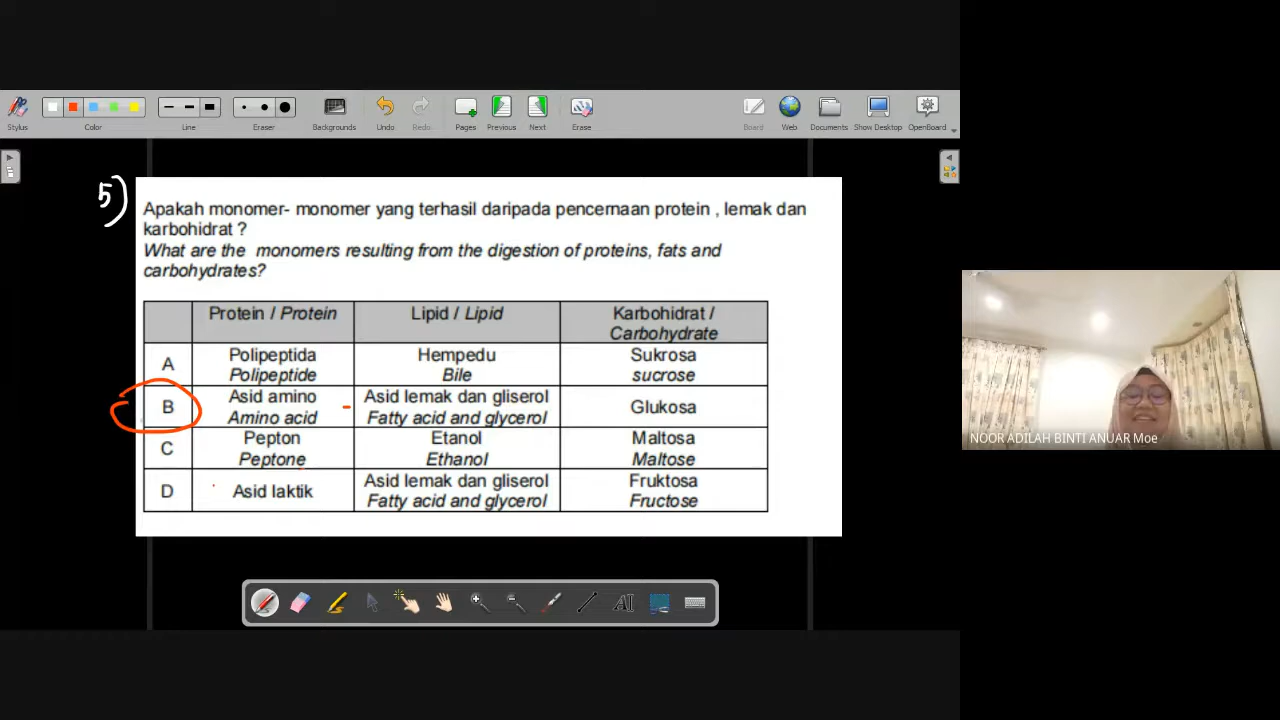 Stylus
Color
Line
Eraser
Backgrounds
Undo
Redo
Pages
Previous
Next
Erase
Board
Web
Documents
Show Desktop
OpenBoard
5)
Apakah monomer- monomer yang terhasil daripada pencernaan protein , lemak dan
karbohidrat ?
What are the monomers resulting from the digestion of proteins, fats and
carbohydrates?
Protein / Protein
Lipid / Lipid
Karbohidrat /
Carbohydrate
A
Polipeptida
Polipeptide
Hempedu
Bile
Sukrosa
sucrose
B
Asid amino
Amino acid
Asid lemak dan gliserol
Fatty acid and glycerol
Glukosa
C
Pepton
Peptone
Etanol
Ethanol
Maltosa
Maltose
D
Asid laktik
Asid lemak dan gliserol
Fatty acid and glycerol
Fruktosa
Fructose
AI
NOOR ADILAH BINTI ANUAR Moe